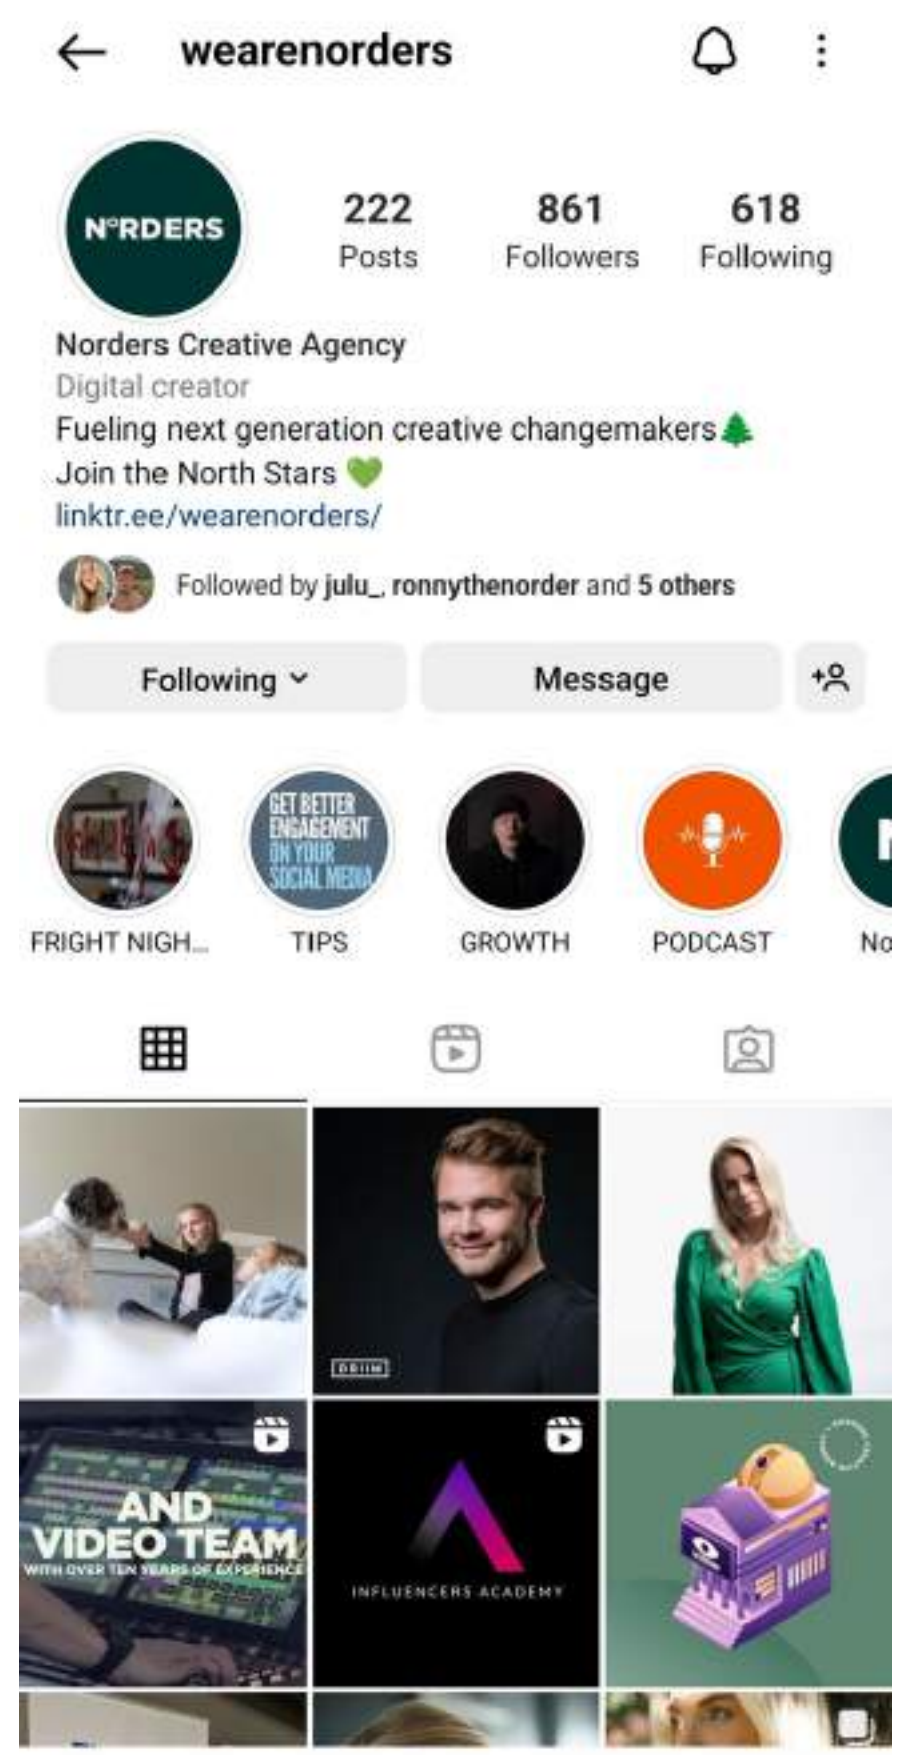 wearenorders
N°RDERS
222 861 618
Posts Followers Following
Norders Creative Agency
Digital creator
Fueling next generation creative changemakers🌲
Join the North Stars 💚
linktr.ee/wearenorders/
Followed by julu_, ronnythenorder and 5 others
Following Message
GET BETTER
ENGAGEMENT
ON YOUR
SOCIAL MEDIA
FRIGHT NIGH... TIPS GROWTH PODCAST No
DRIIM
AND
VIDEO TEAM
WITH OVER TEN YEARS OF EXPERIENCE
INFLUENCERS ACADEMY